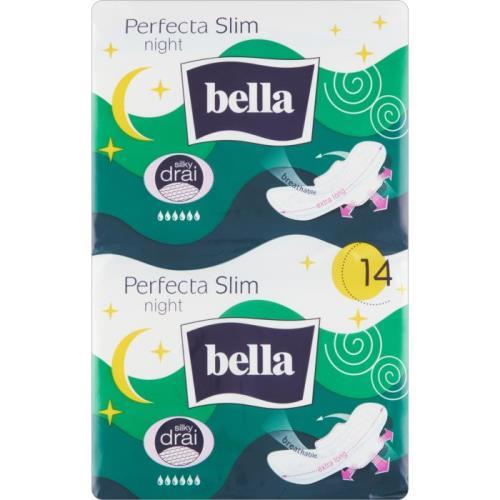 Perfecta Slim
night
bella
silky
drai
breathable
extra long
Perfecta Slim
night
14
bella
silky
drai
breathable
extra long